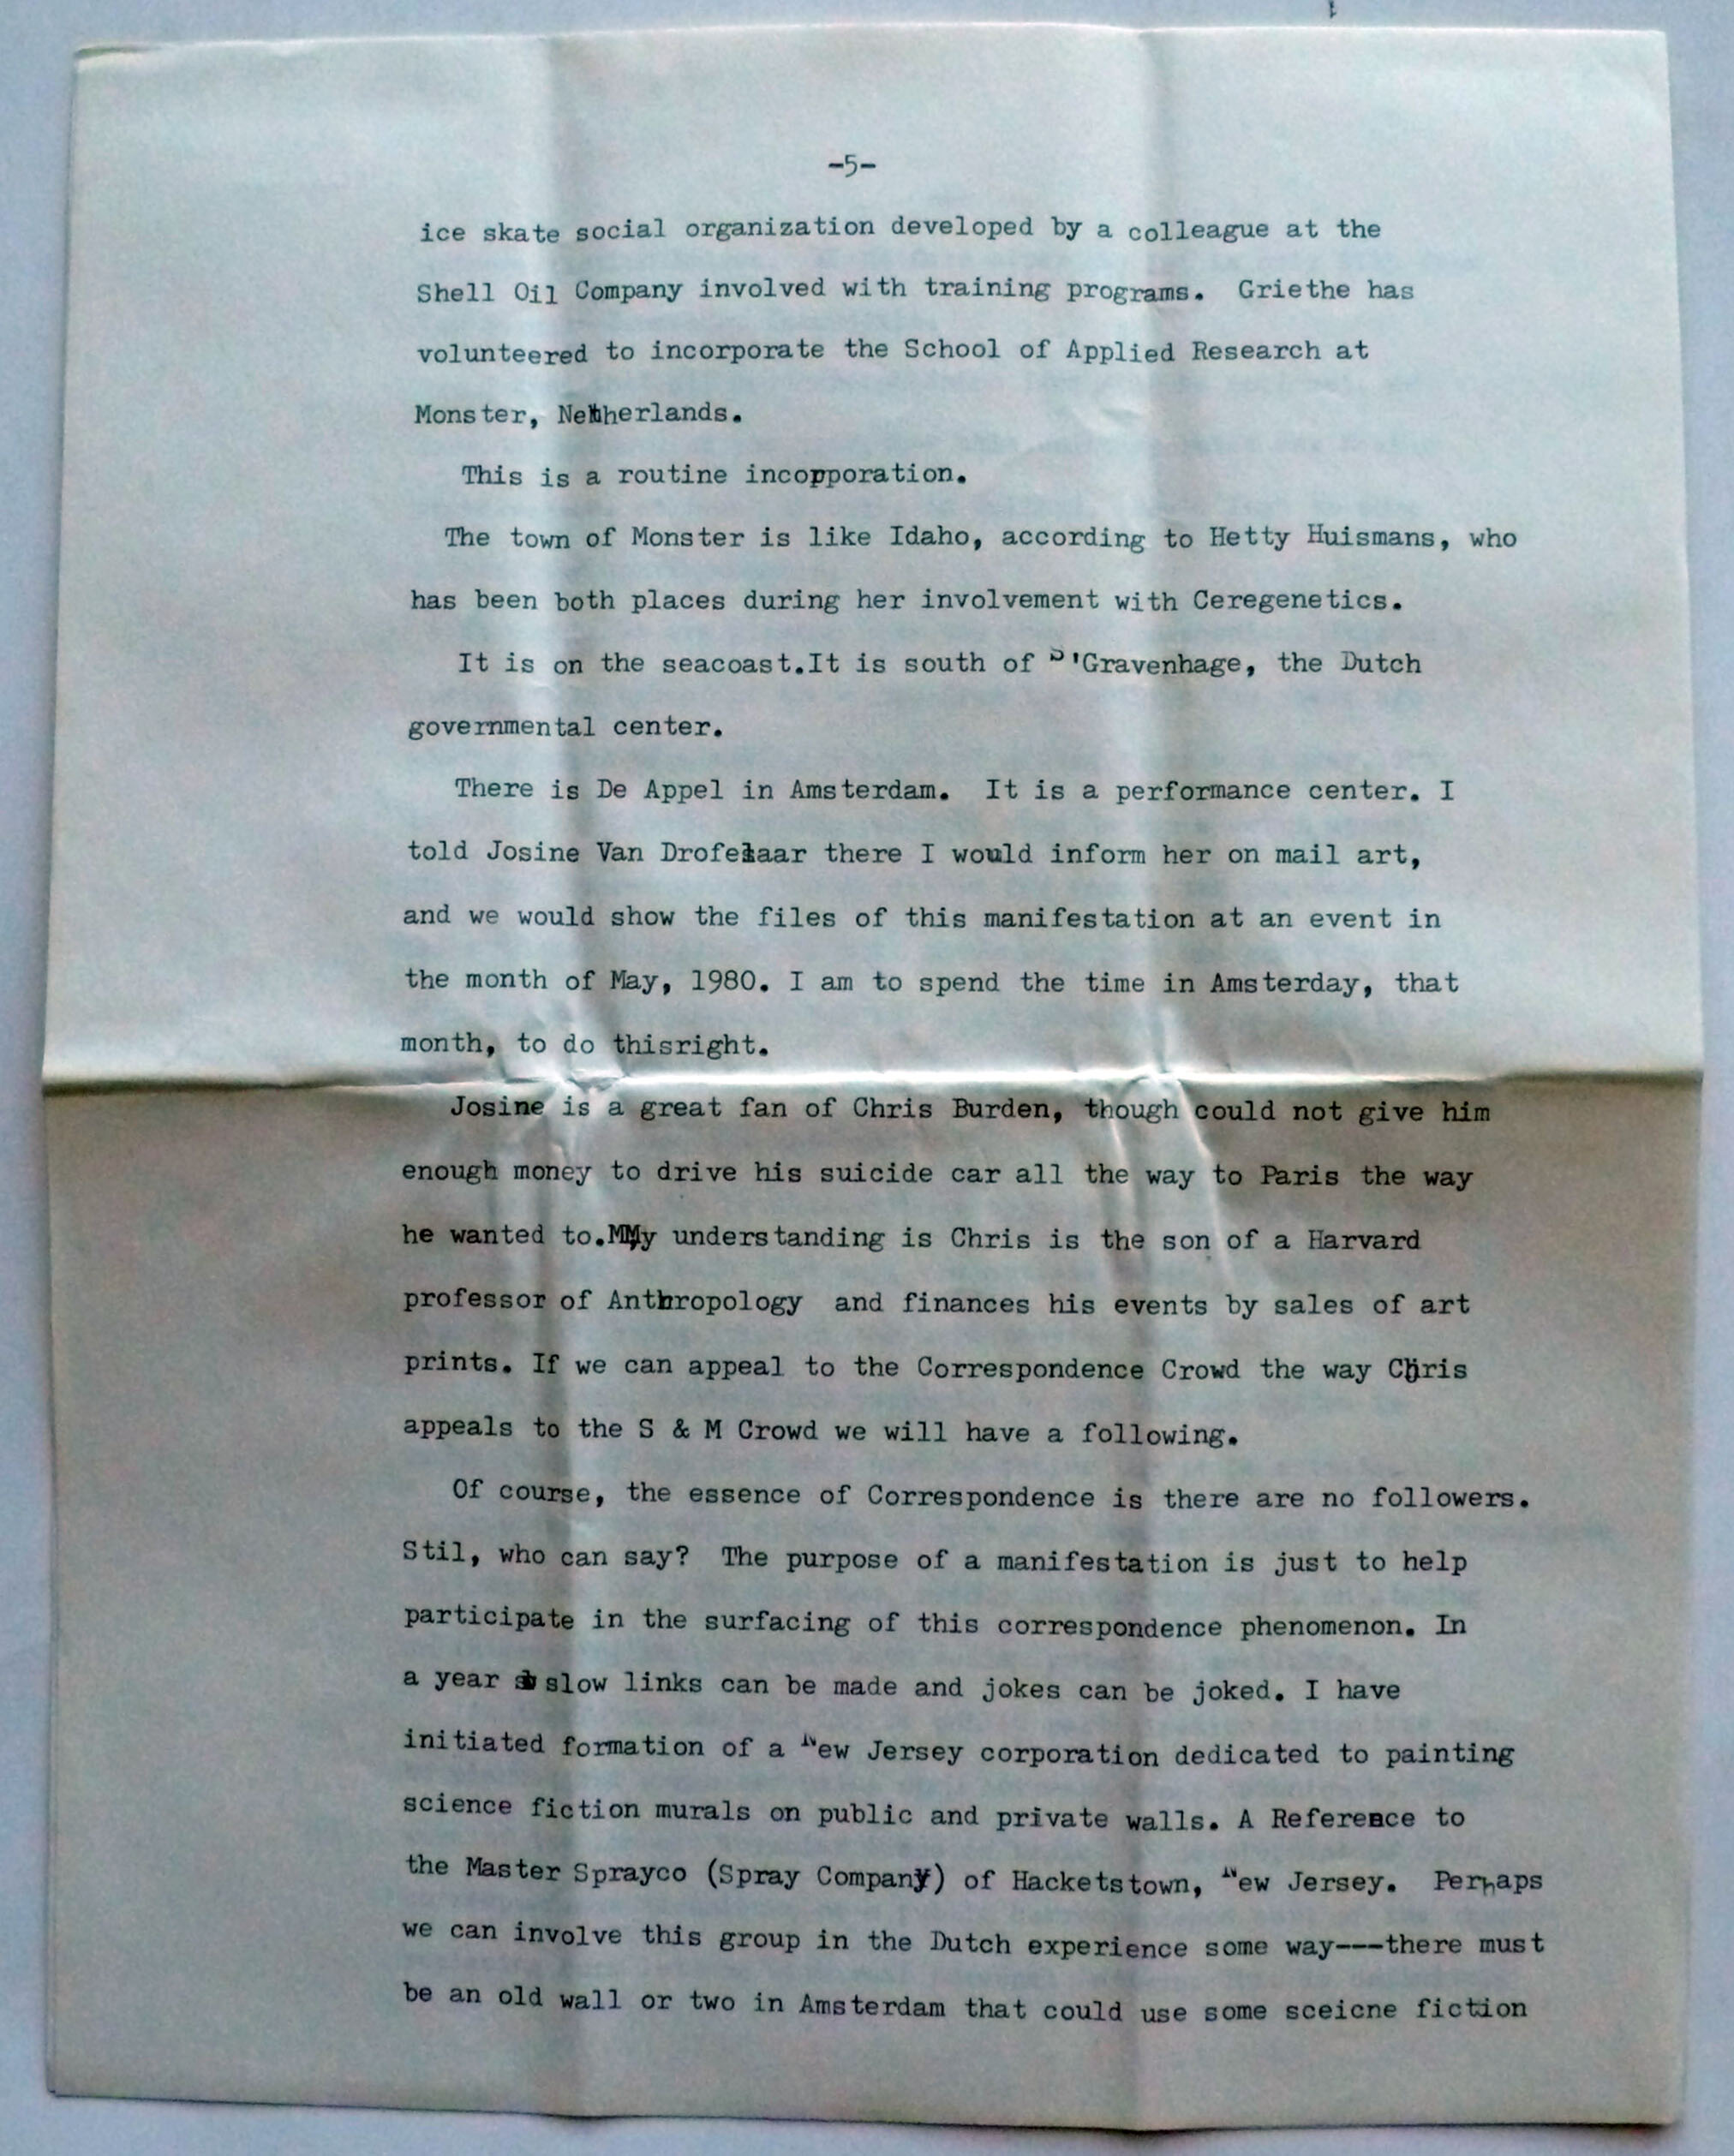 -5-
ice skate social organization developed by a colleague at the
Shell Oil Company involved with training programs. Griethe has
volunteered to incorporate the School of Applied Research at
Monster, Netherlands.
This is a routine incorporation.
The town of Monster is like Idaho, according to Hetty Huismans, who
has been both places during her involvement with Ceregenetics.
It is on the seacoast.It is south of S'Gravenhage, the Dutch
governmental center.
There is De Appel in Amsterdam. It is a performance center. I
told Josine Van Drofelaar there I would inform her on mail art,
and we would show the files of this manifestation at an event in
the month of May, 1980. I am to spend the time in Amsterday, that
month, to do thisright.
Josine is a great fan of Chris Burden, though could not give him
enough money to drive his suicide car all the way to Paris the way
he wanted to.MMy understanding is Chris is the son of a Harvard
professor of Anthropology and finances his events by sales of art
prints. If we can appeal to the Correspondence Crowd the way Chris
appeals to the S & M Crowd we will have a following.
Of course, the essence of Correspondence is there are no followers.
Stil, who can say? The purpose of a manifestation is just to help
participate in the surfacing of this correspondence phenomenon. In
a year slow links can be made and jokes can be joked. I have
initiated formation of a New Jersey corporation dedicated to painting
science fiction murals on public and private walls. A Reference to
the Master Sprayco (Spray Company) of Hacketstown, New Jersey. Perhaps
we can involve this group in the Dutch experience some way---there must
be an old wall or two in Amsterdam that could use some sceicne fiction